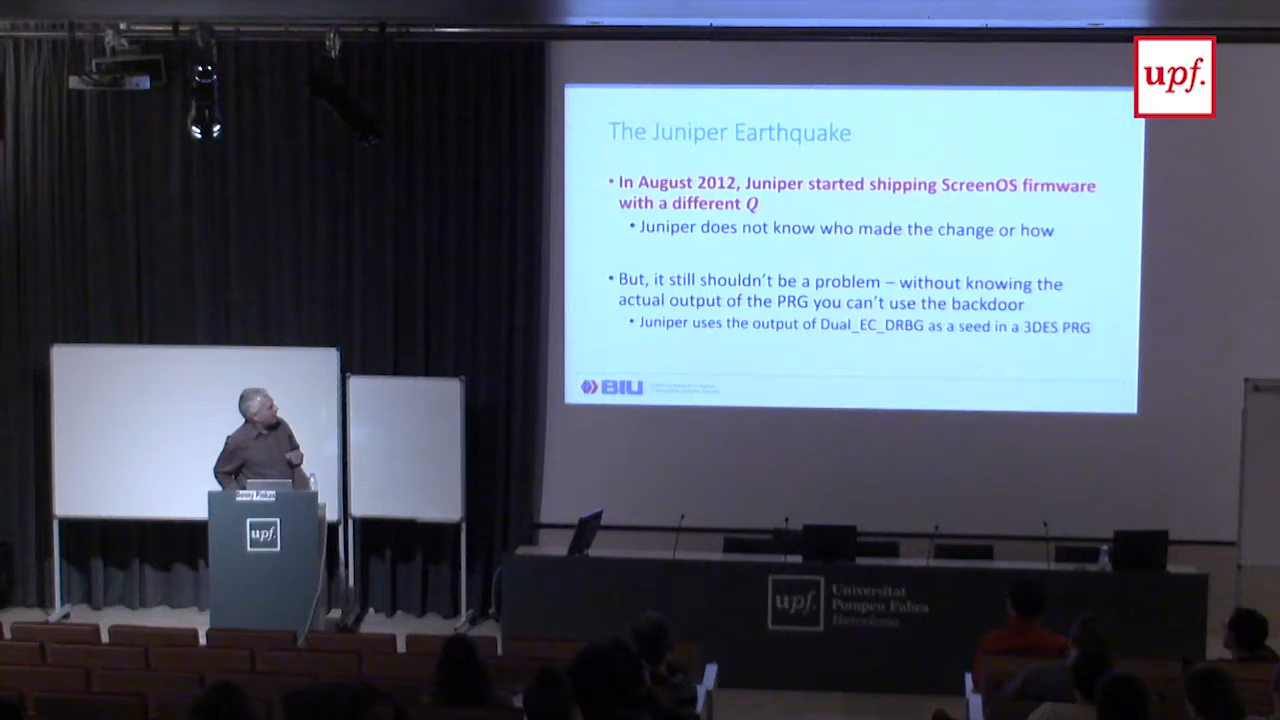 upf.
The Juniper Earthquake
• In August 2012, Juniper started shipping ScreenOS firmware
with a different Q
• Juniper does not know who made the change or how
• But, it still shouldn't be a problem – without knowing the
actual output of the PRG you can't use the backdoor
• Juniper uses the output of Dual_EC_DRBG as a seed in a 3DES PRG
BIU
Benny Pinkas
upf.
upf.
Universitat
Pompeu Fabra
Barcelona